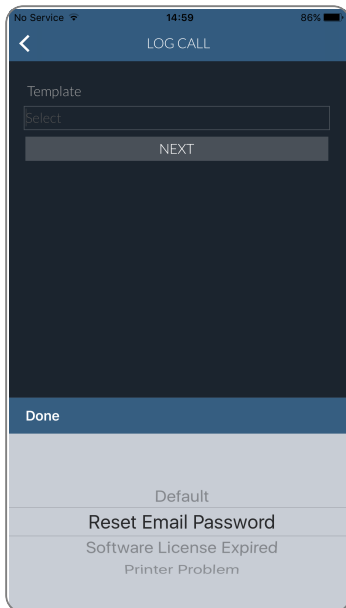 No Service 14:59 86%
LOG CALL
Template
Select
NEXT
Done
Default
Reset Email Password
Software License Expired
Printer Problem